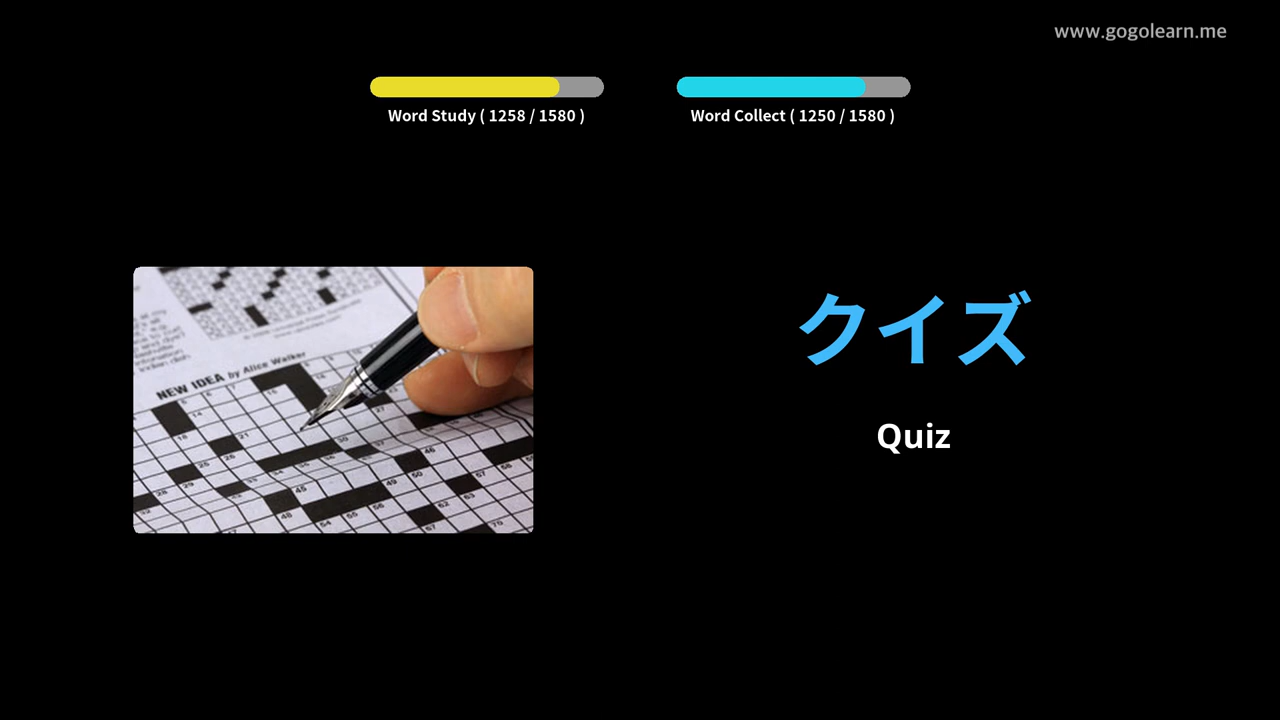 www.gogolearn.me
Word Study ( 1258 / 1580 )
Word Collect ( 1250 / 1580 )
NEW IDEA by Alice Walker
クイズ
Quiz